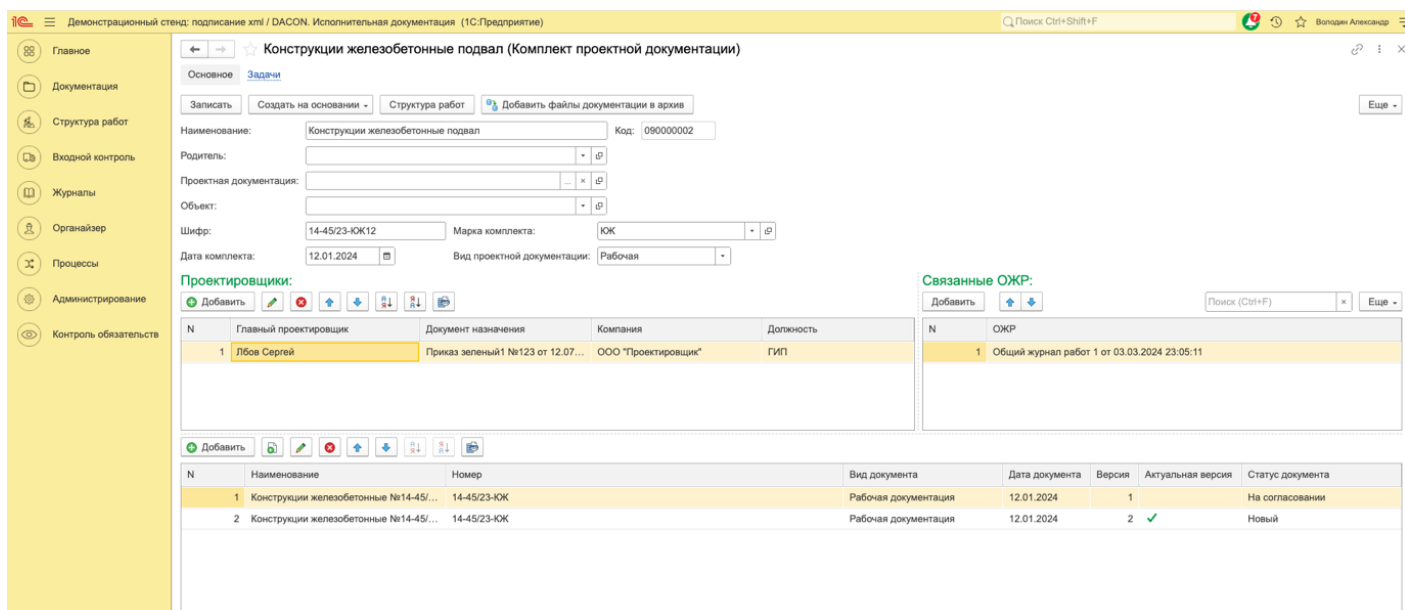 Демонстрационный стенд: подписание xml / DACON. Исполнительная документация (1С:Предприятие)
Поиск Ctrl+Shift+F
7
Володин Александр
Главное
Документация
Структура работ
Входной контроль
Журналы
Органайзер
Процессы
Администрирование
Контроль обязательств
Конструкции железобетонные подвал (Комплект проектной документации)
Основное Задачи
Записать Создать на основании Структура работ Добавить файлы документации в архив Еще
Наименование: Конструкции железобетонные подвал Код: 090000002
Родитель:
Проектная документация:
Объект:
Шифр: 14-45/23-КЖ12 Марка комплекта: КЖ
Дата комплекта: 12.01.2024 Вид проектной документации: Рабочая
Проектировщики:
Добавить
N Главный проектировщик Документ назначения Компания Должность
1 Лбов Сергей Приказ зеленый1 №123 от 12.07... ООО "Проектировщик" ГИП
Связанные ОЖР:
Добавить Поиск (Ctrl+F) × Еще
N ОЖР
1 Общий журнал работ 1 от 03.03.2024 23:05:11
Добавить
N Наименование Номер Вид документа Дата документа Версия Актуальная версия Статус документа
1 Конструкции железобетонные №14-45/... 14-45/23-КЖ Рабочая документация 12.01.2024 1 На согласовании
2 Конструкции железобетонные №14-45/... 14-45/23-КЖ Рабочая документация 12.01.2024 2 Новый